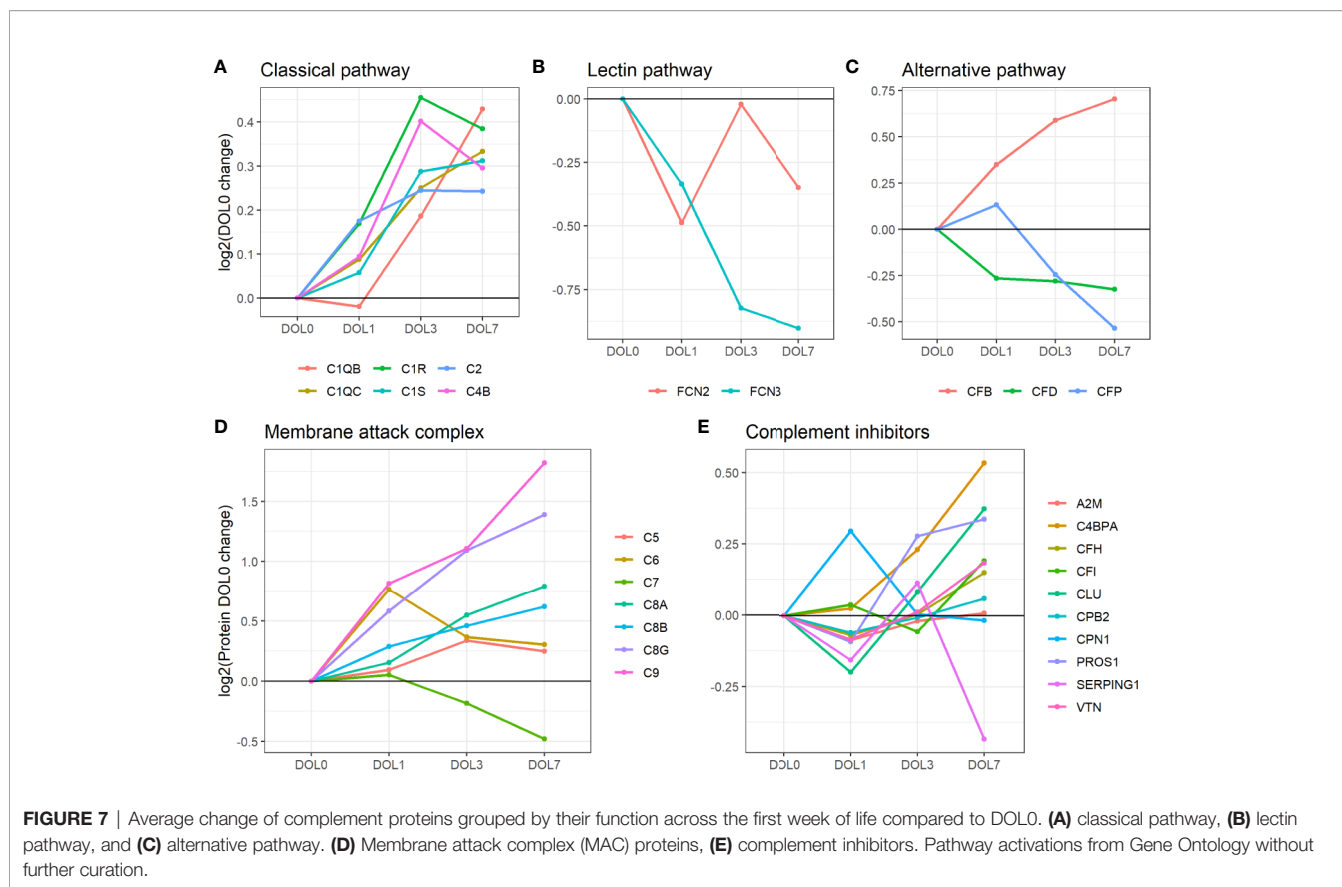 A Classical pathway
log2(DOL0 change)
0.4
0.3
0.2
0.1
0.0
DOL0 DOL1 DOL3 DOL7
C1QB C1R C2
C1QC C1S C4B
B Lectin pathway
0.00
-0.25
-0.50
-0.75
DOL0 DOL1 DOL3 DOL7
FCN2 FCN3
C Alternative pathway
0.75
0.50
0.25
0.00
-0.25
-0.50
DOL0 DOL1 DOL3 DOL7
CFB CFD CFP
D Membrane attack complex
log2(Protein DOL0 change)
1.5
1.0
0.5
0.0
-0.5
DOL0 DOL1 DOL3 DOL7
C5
C6
C7
C8A
C8B
C8G
C9
E Complement inhibitors
0.50
0.25
0.00
-0.25
DOL0 DOL1 DOL3 DOL7
A2M
C4BPA
CFH
CFI
CLU
CPB2
CPN1
PROS1
SERPING1
VTN
FIGURE 7 | Average change of complement proteins grouped by their function across the first week of life compared to DOL0. (A) classical pathway, (B) lectin
pathway, and (C) alternative pathway. (D) Membrane attack complex (MAC) proteins, (E) complement inhibitors. Pathway activations from Gene Ontology without
further curation.